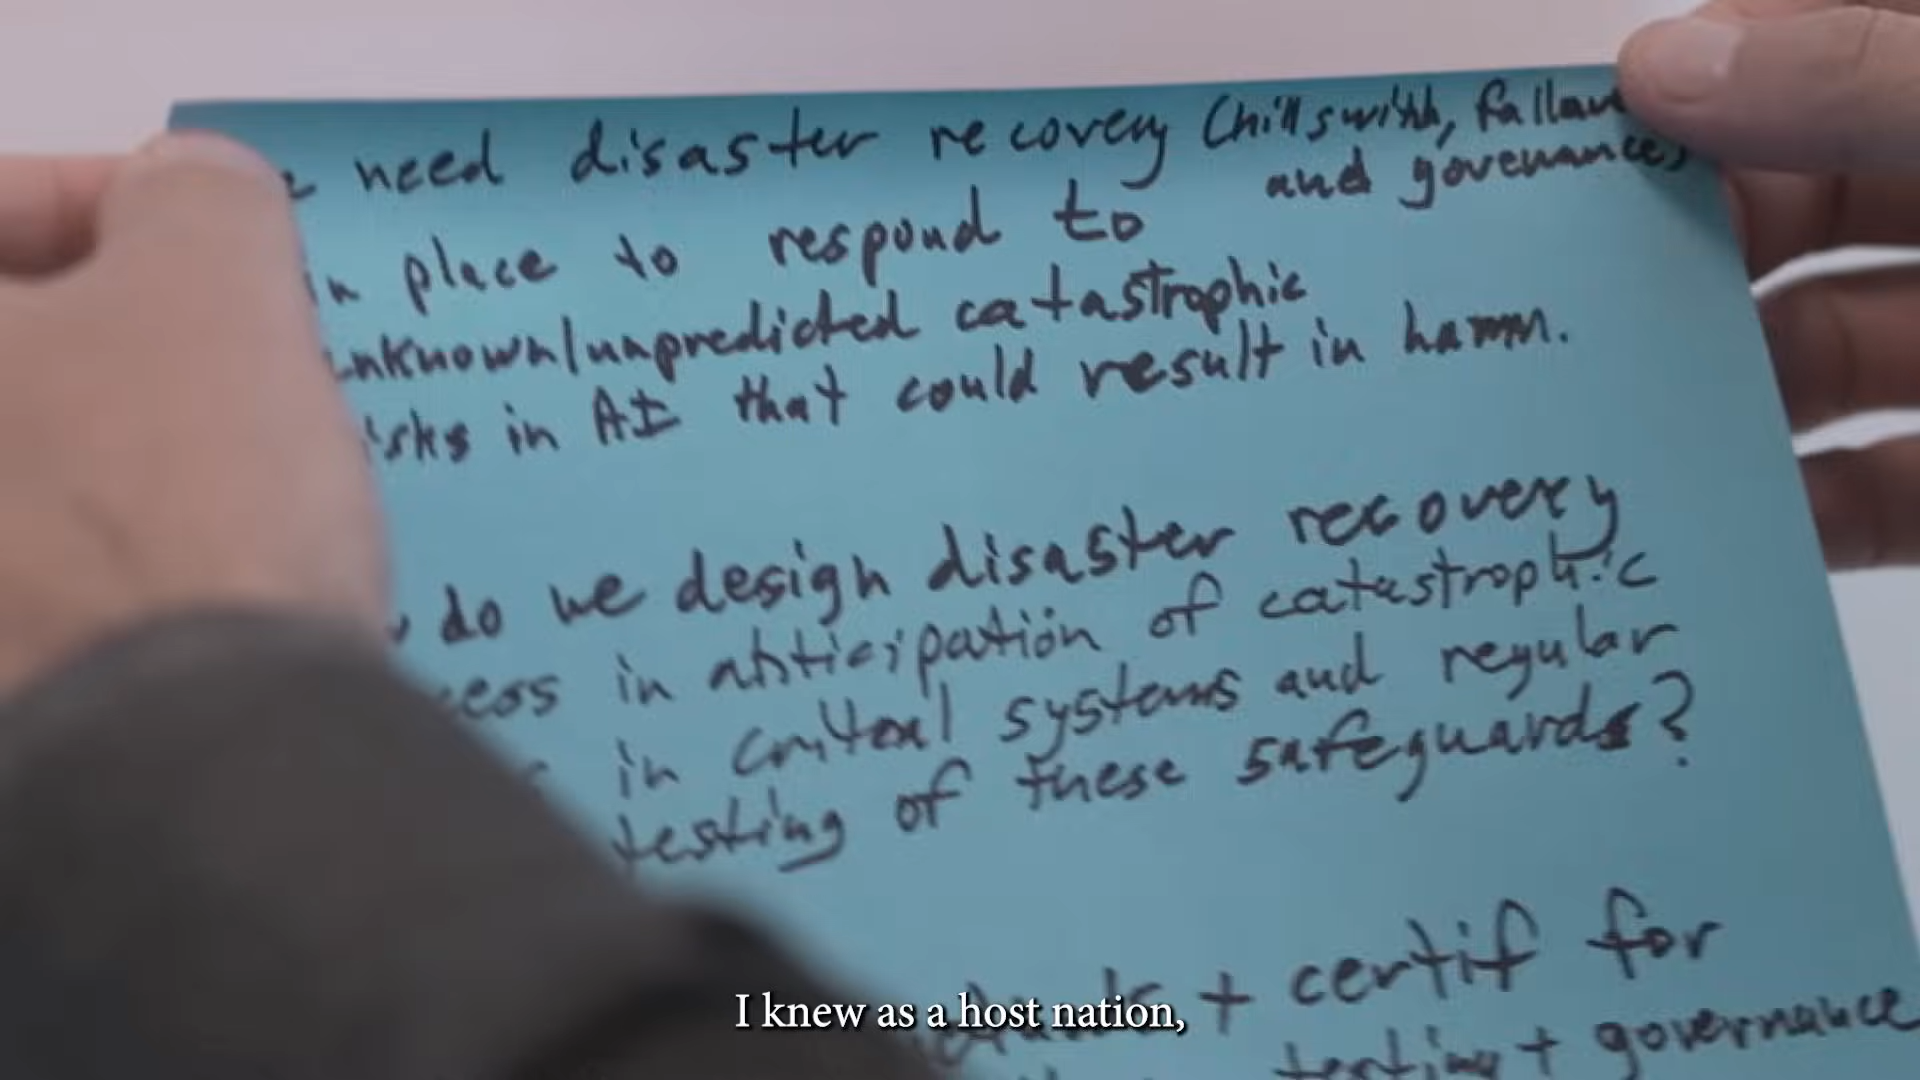 need disaster recovery (kill switch,
and governance)
in place to respond to
unknown/unpredicted catastrophic
risks in AI that could result in harm.
do we design disaster recovery
in anticipation of catastrophic
in critical systems and regular
testing of these safeguards?
+ certif for
testing + governance
I knew as a host nation,